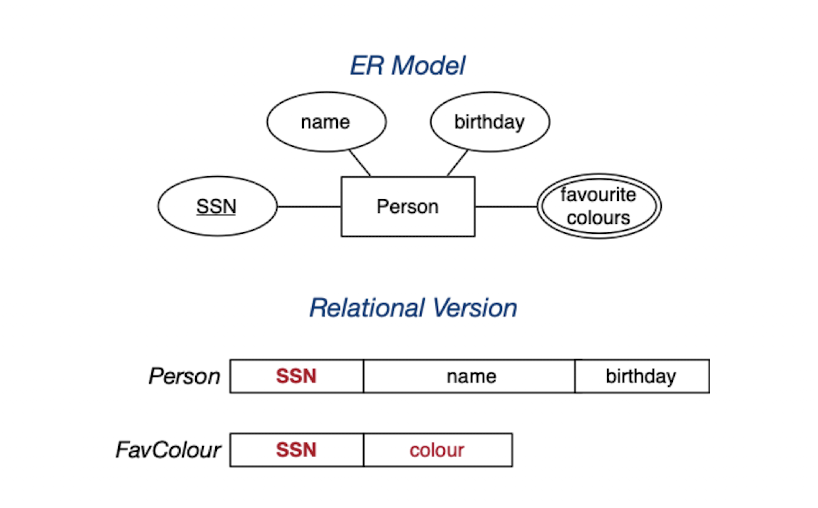 ER Model
name
birthday
SSN
Person
favourite
colours
Relational Version
Person SSN name birthday
FavColour SSN colour